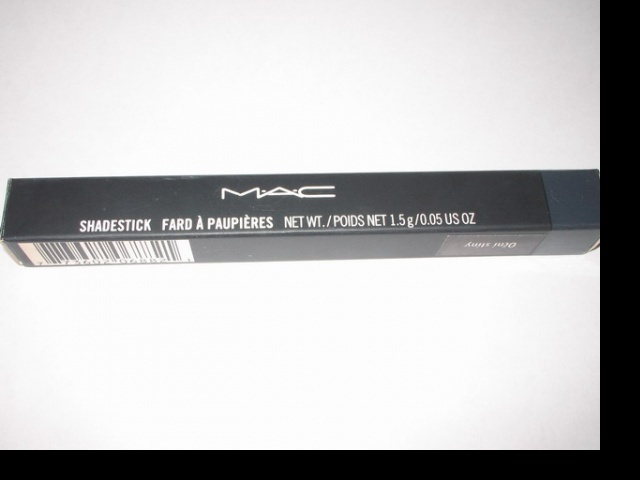 M·A·C
SHADESTICK FARD À PAUPIÈRES NET WT./POIDS NET 1.5 g/0.05 US OZ